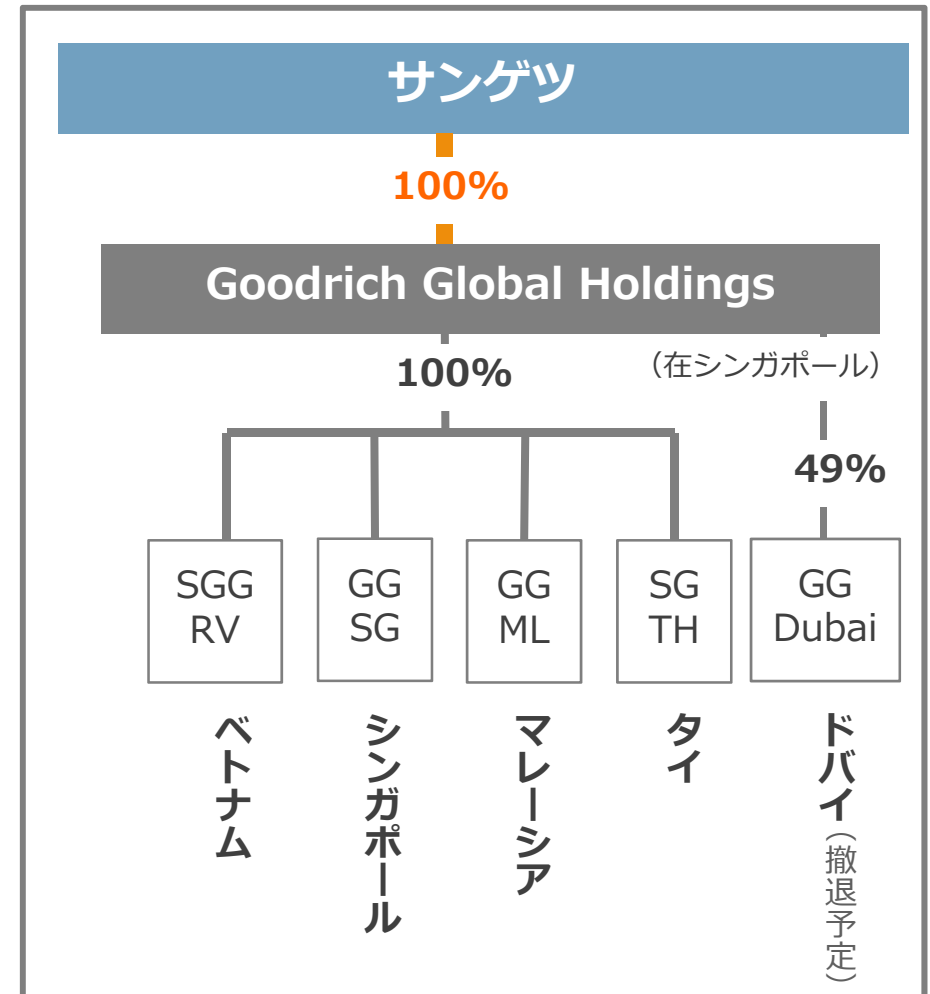 サンゲツ
100%
Goodrich Global Holdings
100%
（在シンガポール）
49%
SGG
RV
GG
SG
GG
ML
SG
TH
GG
Dubai
ベトナム
シンガポール
マレーシア
タイ
ドバイ（撤退予定）